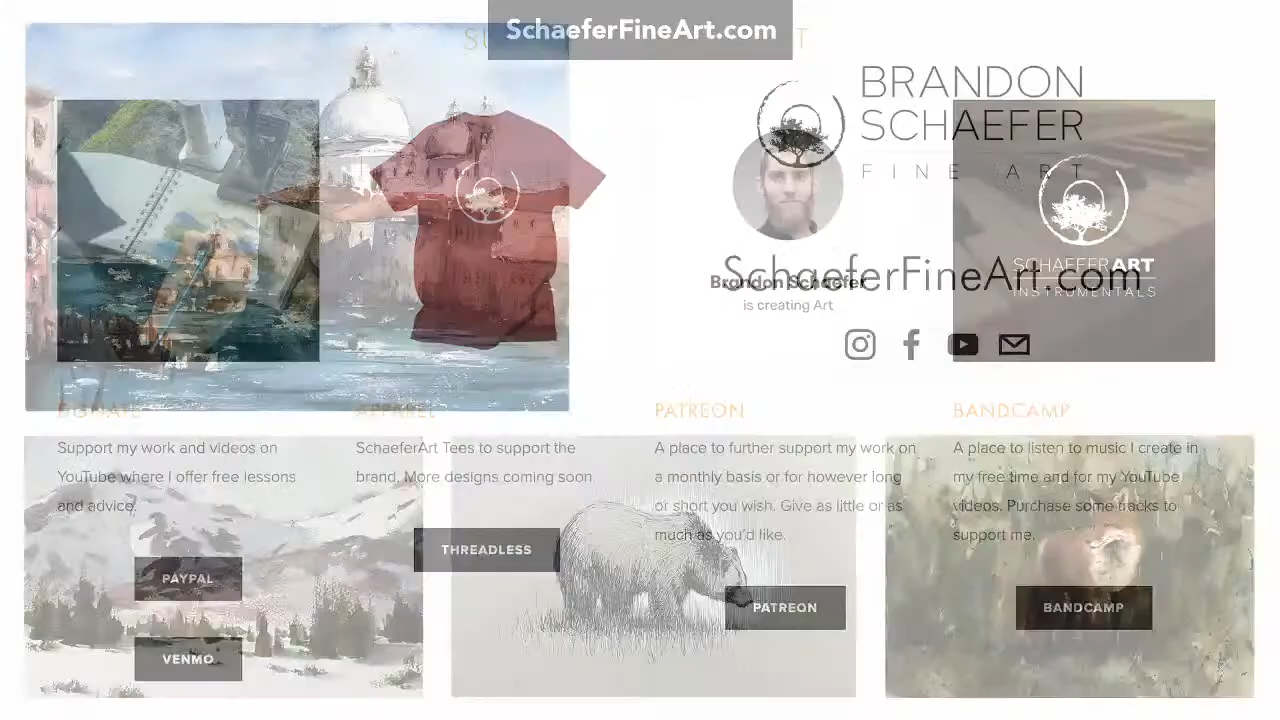 SchaeferFineArt.com
BRANDON
SCHAEFER
FINE ART
SchaeferFineArt.com
Brandon Schaefer
is creating Art
SCHAEFERART
INSTRUMENTALS
DONATE
Support my work and videos on
YouTube where I offer free lessons
and advice.
PAYPAL
VENMO
APPAREL
SchaeferArt Tees to support the
brand. More designs coming soon
THREADLESS
PATREON
A place to further support my work on
a monthly basis or for however long
or short you wish. Give as little or as
much as you'd like.
PATREON
BANDCAMP
A place to listen to music I create in
my free time and for my YouTube
videos. Purchase some tracks to
support me.
BANDCAMP